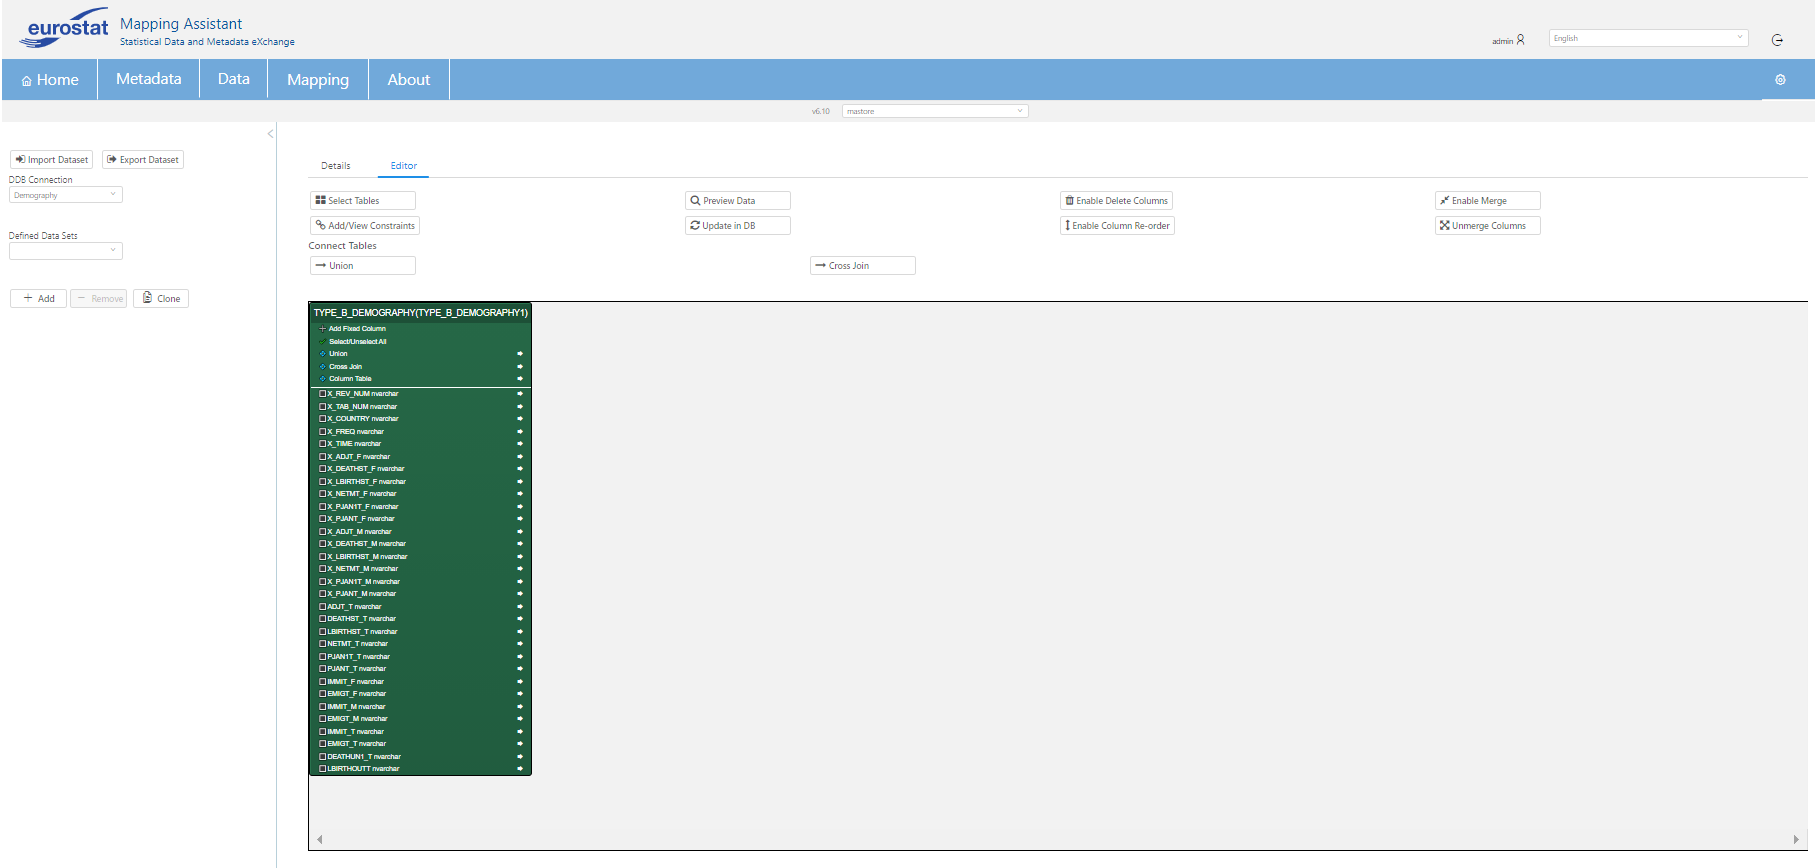 eurostat
Mapping Assistant
Statistical Data and Metadata eXchange
admin
English
Home
Metadata
Data
Mapping
About
v6.10
mastore
Import Dataset
Export Dataset
DDB Connection
Demography
Defined Data Sets
Add
Remove
Clone
Details
Editor
Select Tables
Preview Data
Enable Delete Columns
Enable Merge
Add/View Constraints
Update in DB
Enable Column Re-order
Unmerge Columns
Connect Tables
Union
Cross Join
TYPE_B_DEMOGRAPHY(TYPE_B_DEMOGRAPHY1)
Add Fixed Column
Select/Unselect All
Union
Cross Join
Column Table
X_REV_NUM nvarchar
X_TAB_NUM nvarchar
X_COUNTRY nvarchar
X_FREQ nvarchar
X_TIME nvarchar
X_ADJT_F nvarchar
X_DEATHST_F nvarchar
X_LBIRTHST_F nvarchar
X_NETMT_F nvarchar
X_PJAN1T_F nvarchar
X_PJANT_F nvarchar
X_ADJT_M nvarchar
X_DEATHST_M nvarchar
X_LBIRTHST_M nvarchar
X_NETMT_M nvarchar
X_PJAN1T_M nvarchar
X_PJANT_M nvarchar
ADJT_T nvarchar
DEATHST_T nvarchar
LBIRTHST_T nvarchar
NETMT_T nvarchar
PJAN1T_T nvarchar
PJANT_T nvarchar
IMMIT_F nvarchar
EMIGT_F nvarchar
IMMIT_M nvarchar
EMIGT_M nvarchar
IMMIT_T nvarchar
EMIGT_T nvarchar
DEATHUN1_T nvarchar
LBIRTHOUTT nvarchar